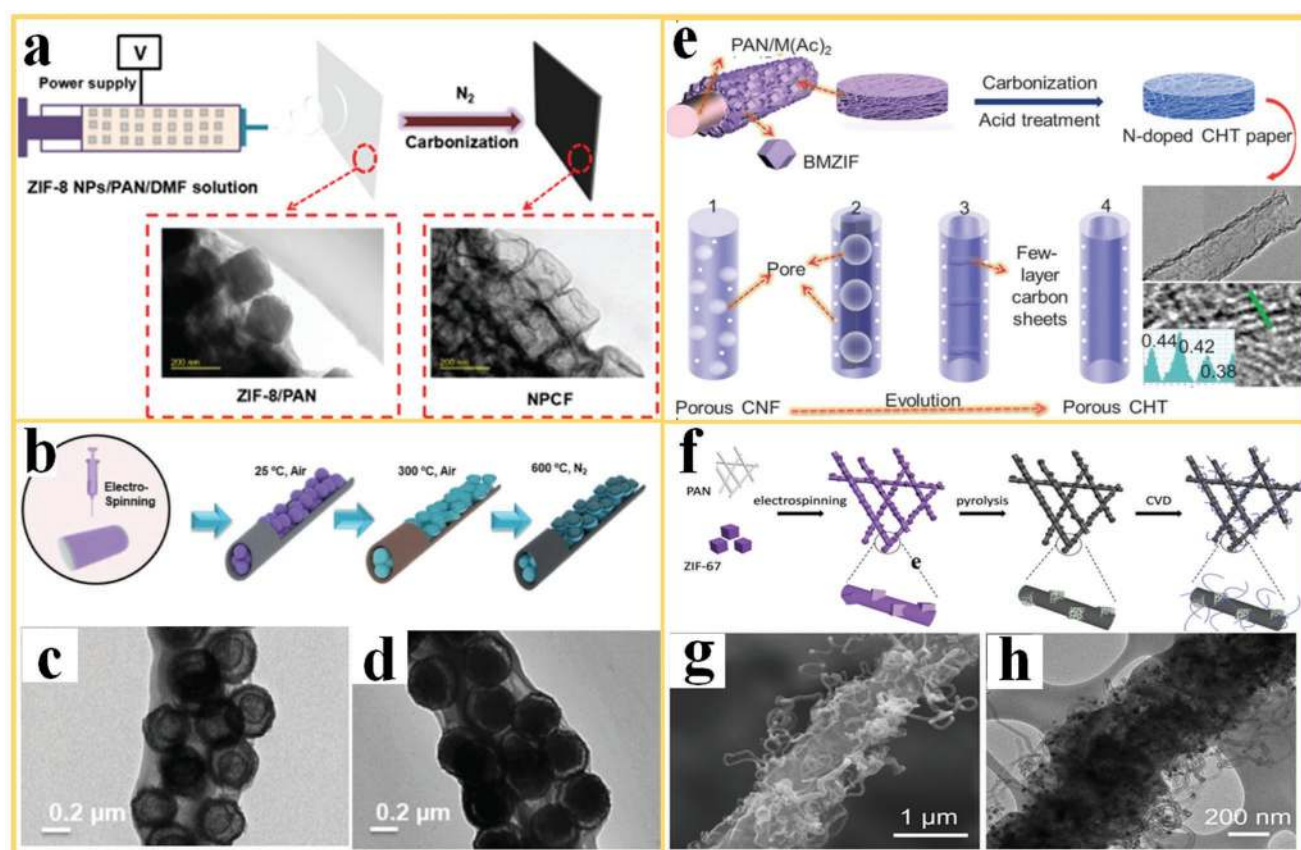 a
V
Power supply
N₂
Carbonization
ZIF-8 NPs/PAN/DMF solution
200 nm
200 nm
ZIF-8/PAN
NPCF
b
Electro-
Spinning
25 ºC, Air
300 ºC, Air
600 ºC, N₂
c
0.2 µm
d
0.2 µm
e
PAN/M(Ac)₂
BMZIF
Carbonization
Acid treatment
N-doped CHT paper
1
2
3
4
Pore
Few-
layer
carbon
sheets
0.44
0.42
0.38
Porous CNF
Evolution
Porous CHT
f
PAN
ZIF-67
electrospinning
pyrolysis
CVD
e
g
1 µm
h
200 nm